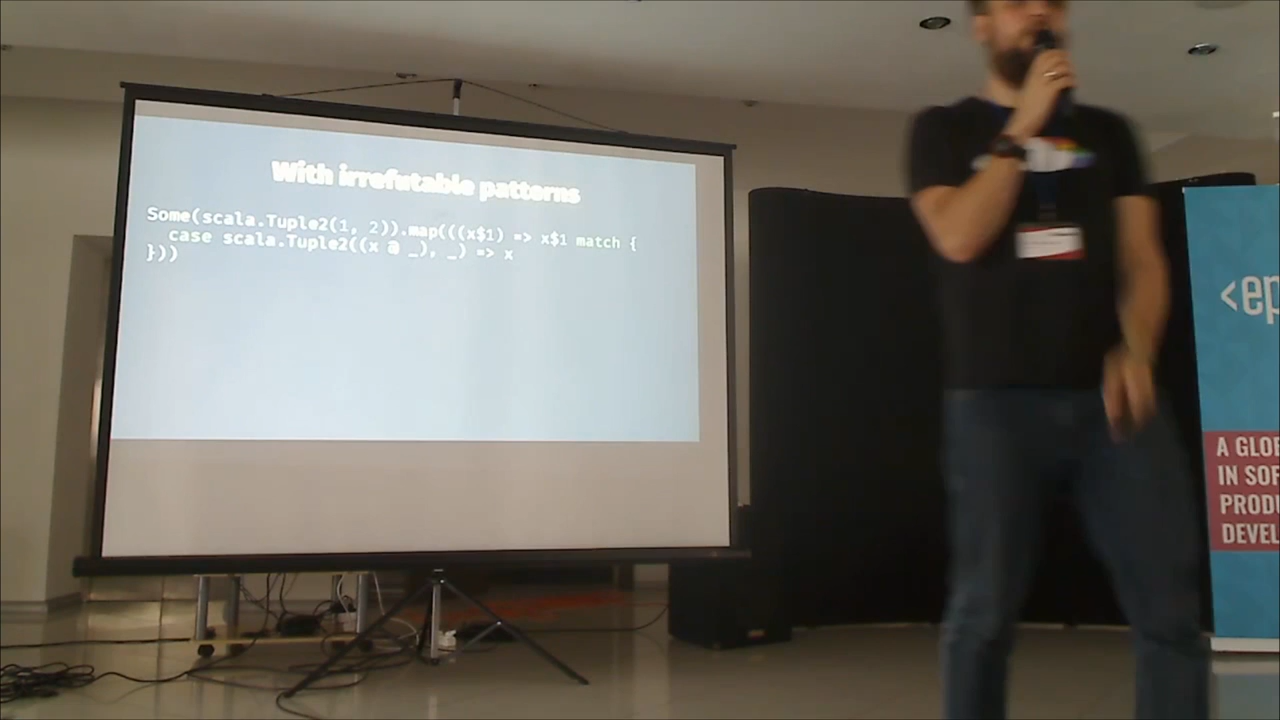 With irrefutable patterns
Some(scala.Tuple2(1, 2)).map(((x$1) => x$1 match {
case scala.Tuple2((x @ _), _) => x
}))
<ep
A GLOB
IN SOF
PRODU
DEVEL